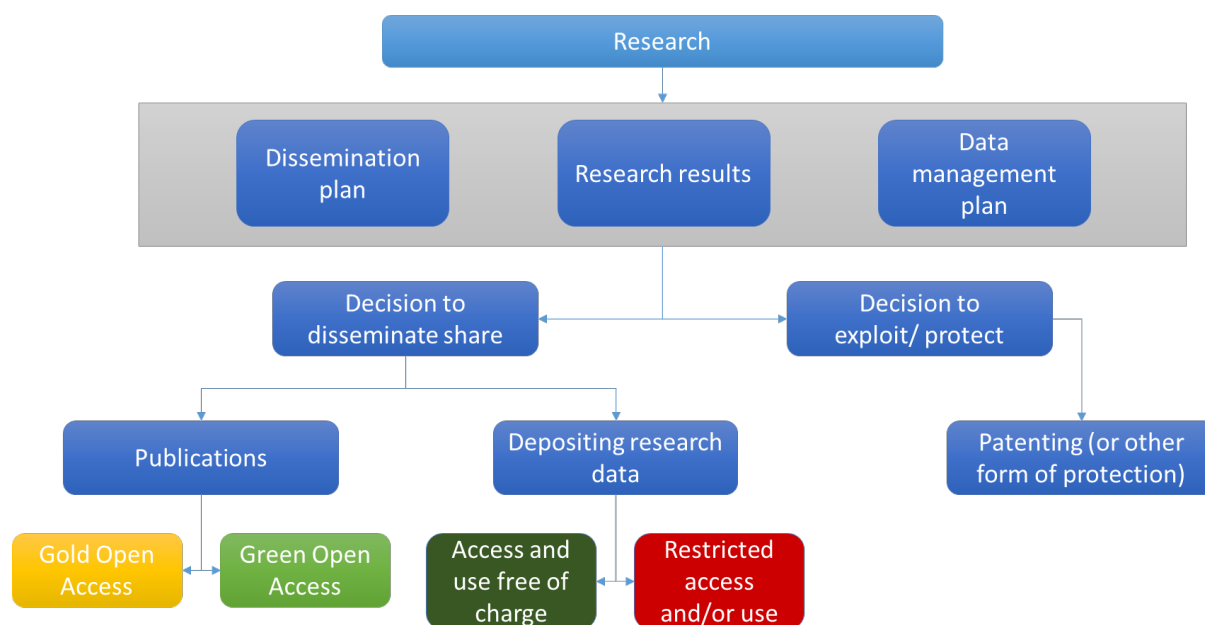 Research
Dissemination
plan
Research results
Data
management
plan
Decision to
disseminate share
Decision to
exploit/ protect
Publications
Depositing research
data
Patenting (or other
form of protection)
Gold Open
Access
Green Open
Access
Access and
use free of
charge
Restricted
access
and/or use